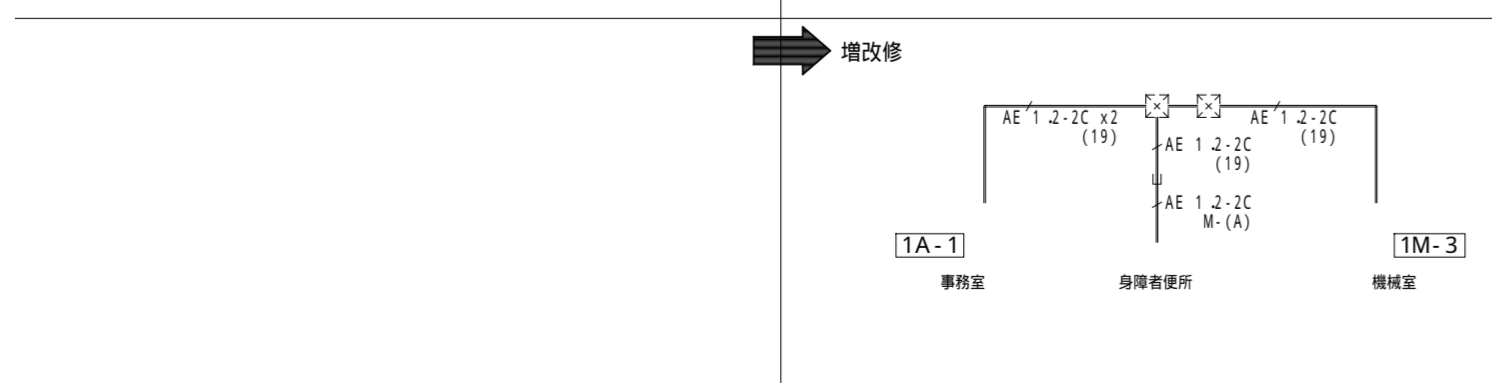 増改修
AE 1.2-2C x2
(19)
AE 1.2-2C
(19)
AE 1.2-2C
(19)
AE 1.2-2C
M-(A)
1A-1
1M-3
事務室
身障者便所
機械室